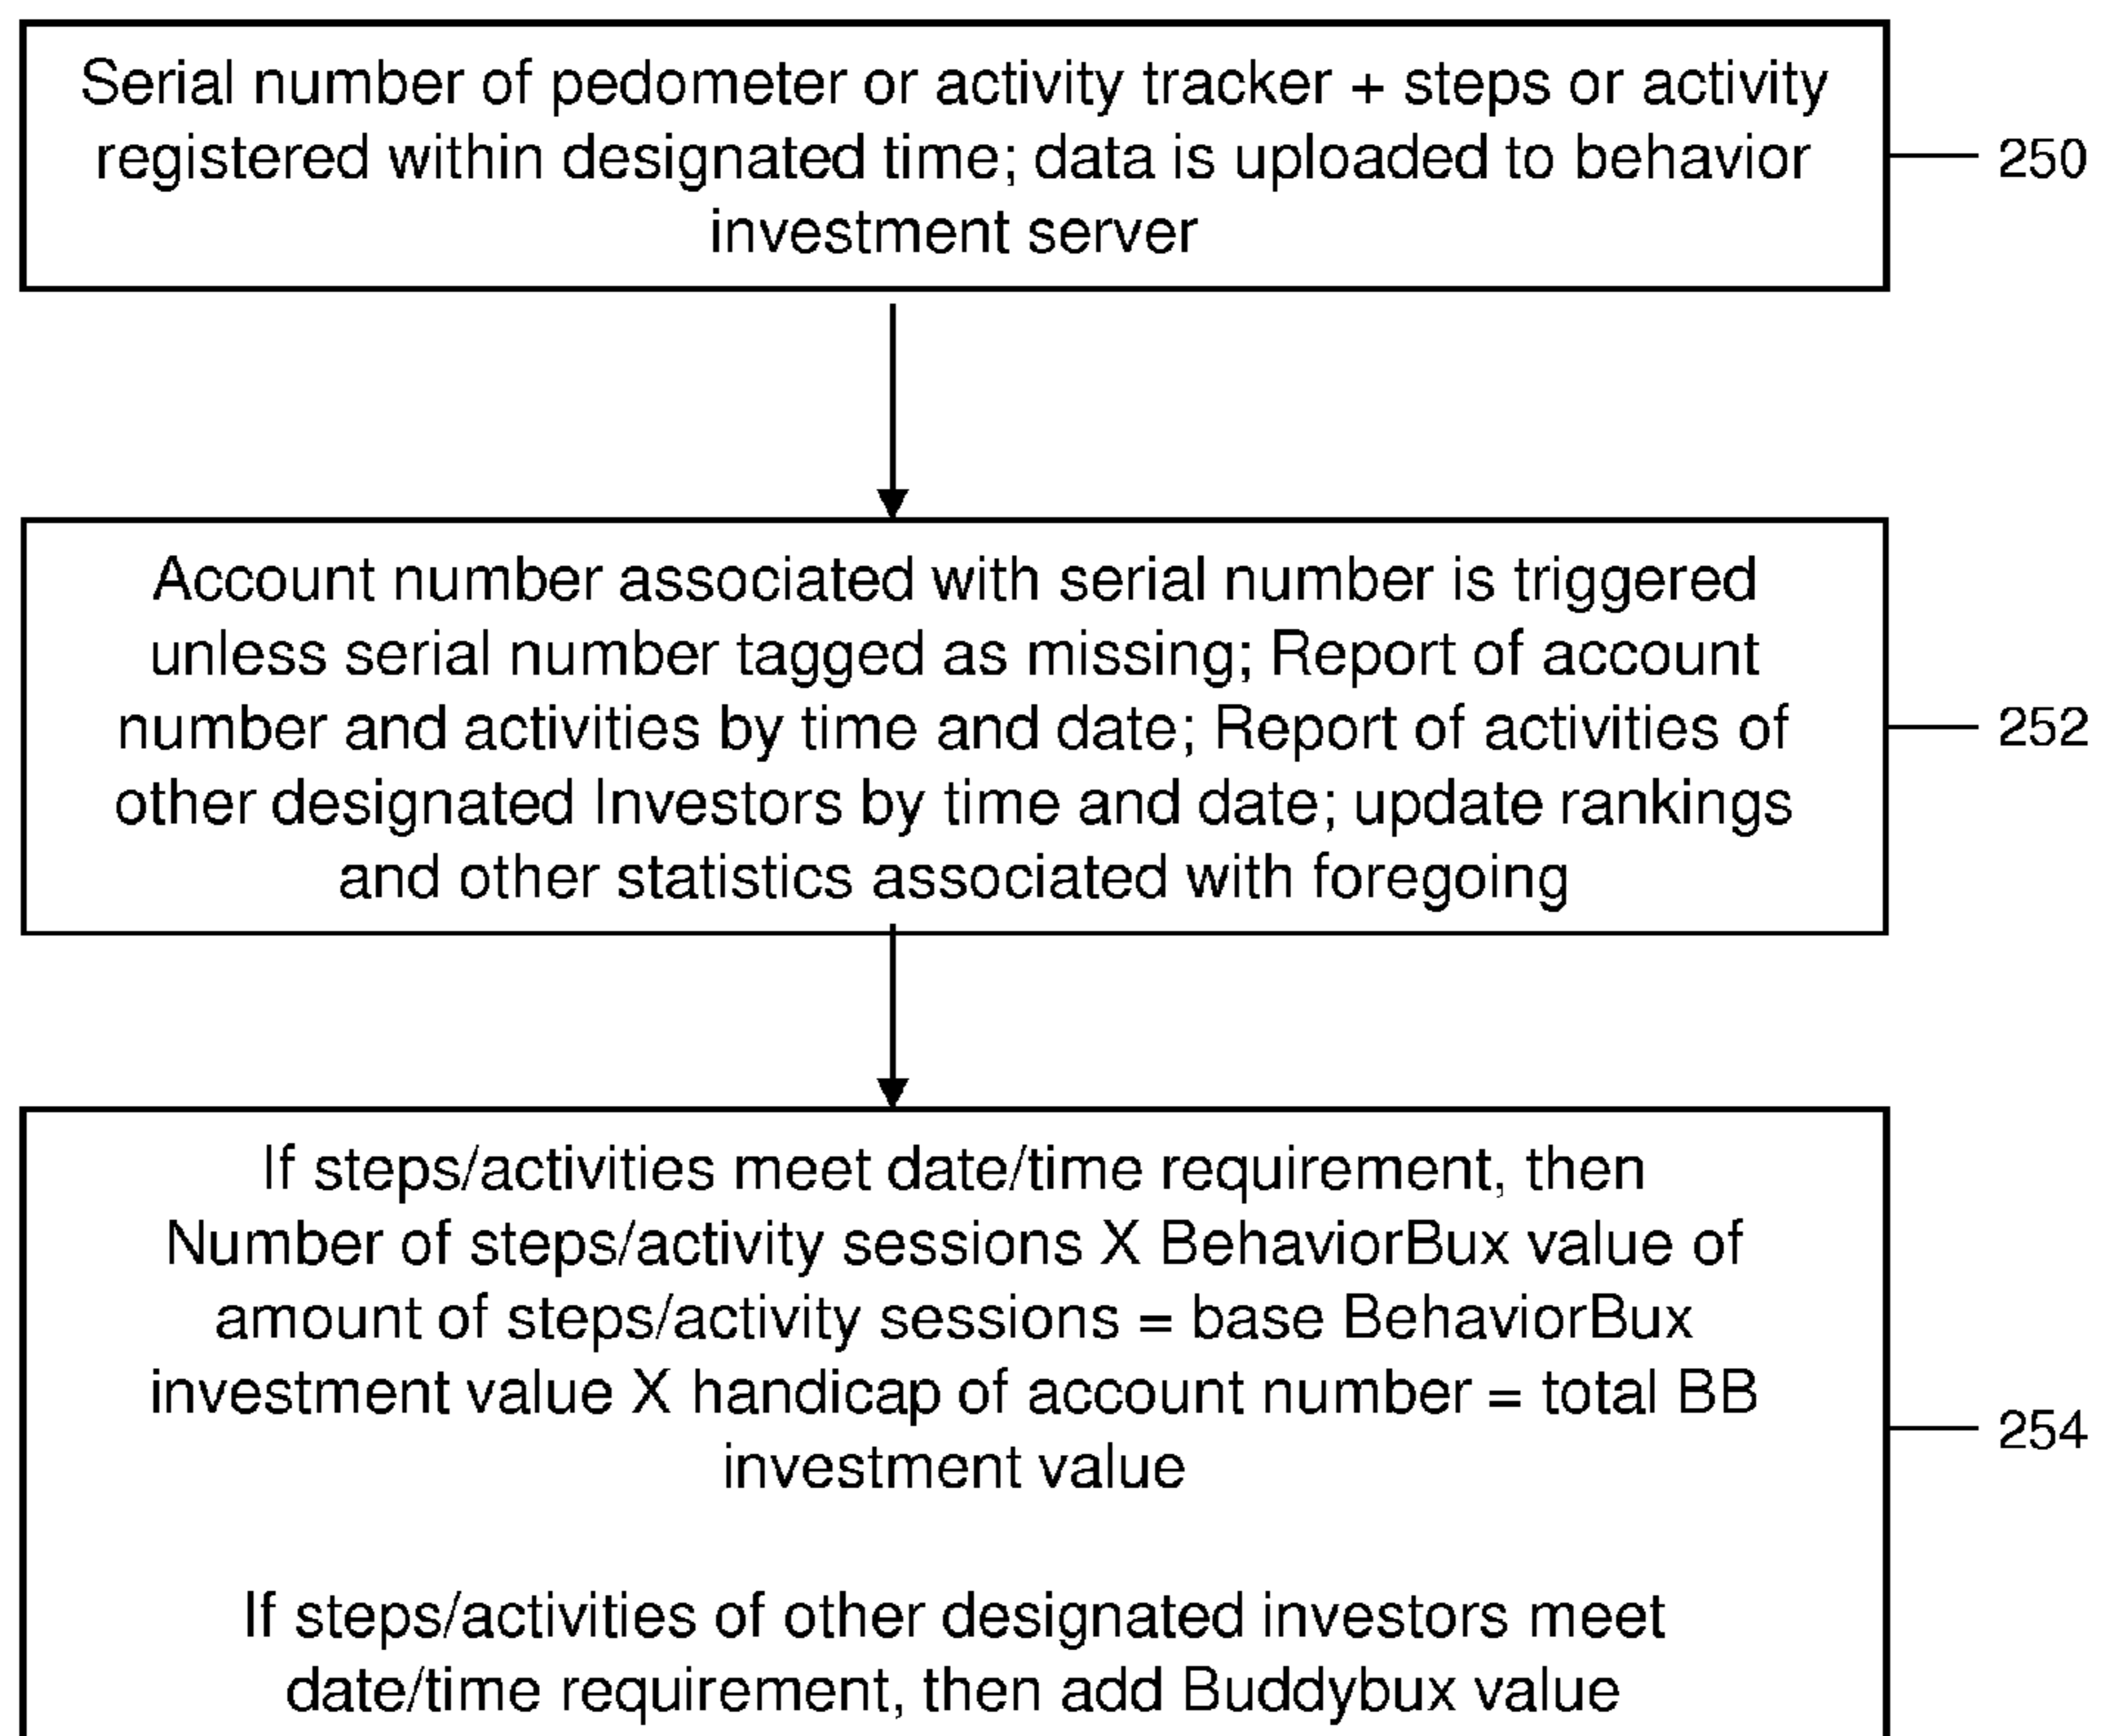 Serial number of pedometer or activity tracker + steps or activity
registered within designated time; data is uploaded to behavior
investment server
250
Account number associated with serial number is triggered
unless serial number tagged as missing; Report of account
number and activities by time and date; Report of activities of
other designated Investors by time and date; update rankings
and other statistics associated with foregoing
252
If steps/activities meet date/time requirement, then
Number of steps/activity sessions X BehaviorBux value of
amount of steps/activity sessions = base BehaviorBux
investment value X handicap of account number = total BB
investment value
254
If steps/activities of other designated investors meet
date/time requirement, then add Buddybux value